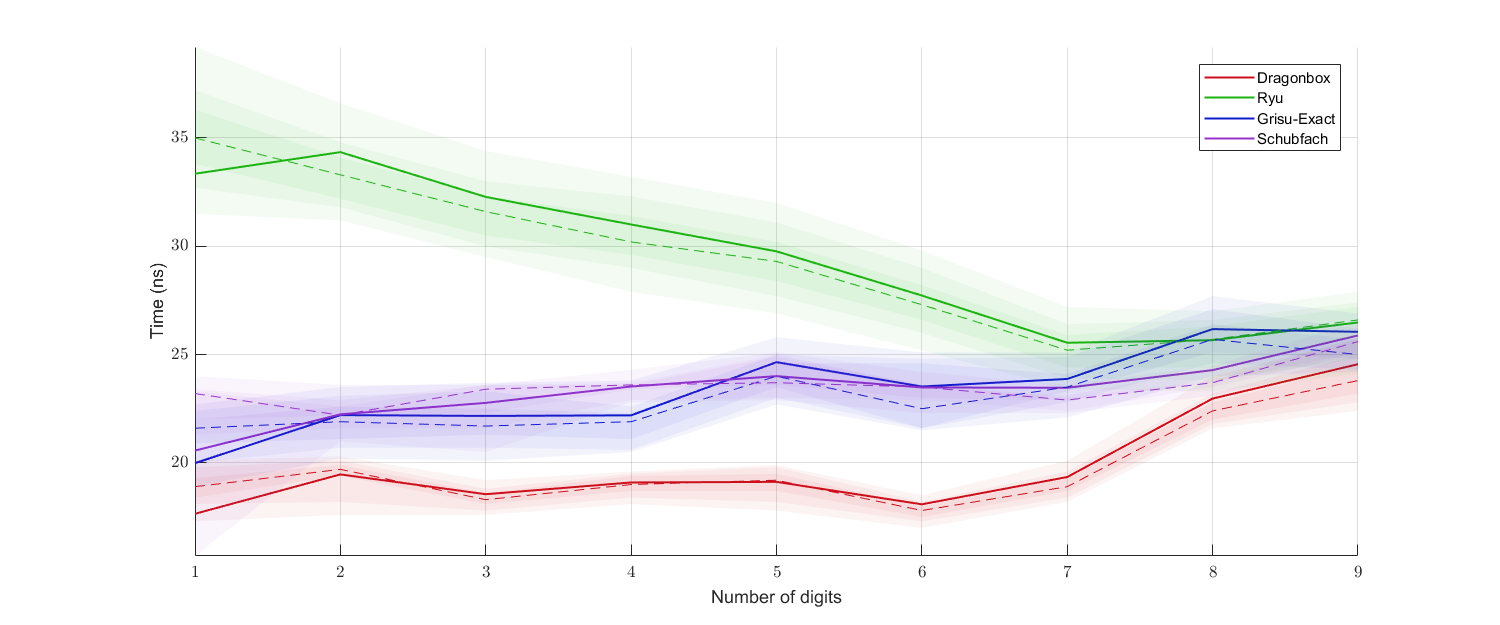 Dragonbox
Ryu
Grisu-Exact
Schubfach
35
30
25
20
Time (ns)
1 2 3 4 5 6 7 8 9
Number of digits